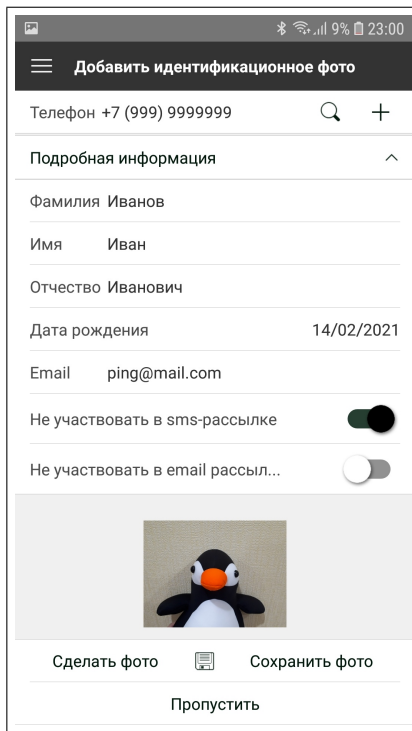 9% 23:00
Добавить идентификационное фото
Телефон +7 (999) 9999999
Подробная информация
Фамилия Иванов
Имя Иван
Отчество Иванович
Дата рождения 14/02/2021
Email ping@mail.com
Не участвовать в sms-рассылке
Не участвовать в email рассыл...
Сделать фото Сохранить фото
Пропустить